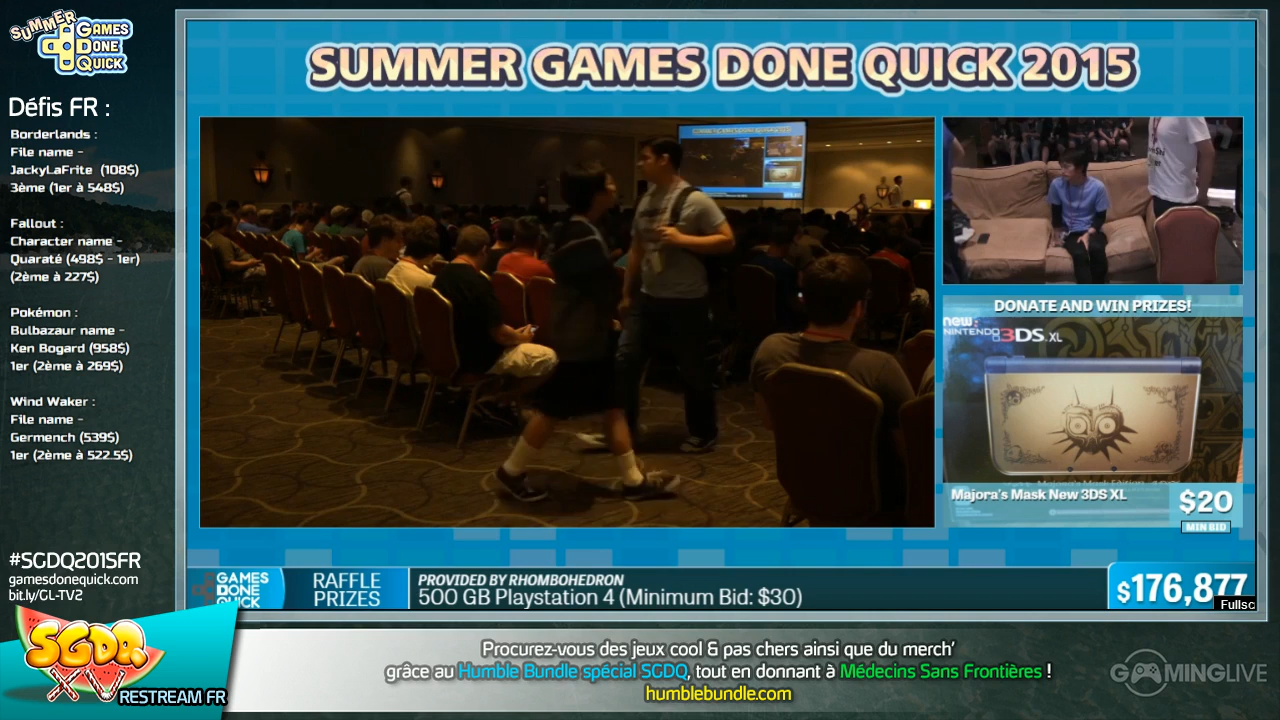 SUMMER
GAMES
DONE
QUICK
Défis FR :
Borderlands :
File name -
JackyLaFrite (108$)
3ème (1er à 548$)
Fallout :
Character name -
Quaraté (498$ - 1er)
(2ème à 227$)
Pokémon :
Bulbazaur name -
Ken Bogard (958$)
1er (2ème à 269$)
Wind Waker :
File name -
Germench (539$)
1er (2ème à 522.5$)
#SGDQ2015FR
gamesdonequick.com
bit.ly/GL-TV2
SGDQ
RESTREAM FR
SUMMER GAMES DONE QUICK 2015
DONATE AND WIN PRIZES!
new
NINTENDO 3DS XL
Majora's Mask New 3DS XL
$20
MIN BID
GAMES
DONE
QUICK
RAFFLE
PRIZES
PROVIDED BY RHOMBOHEDRON
500 GB Playstation 4 (Minimum Bid: $30)
$176,877
Fullsc
Procurez-vous des jeux cool & pas chers ainsi que du merch'
grâce au Humble Bundle spécial SGDQ, tout en donnant à Médecins Sans Frontières !
humblebundle.com
GAMINGLIVE